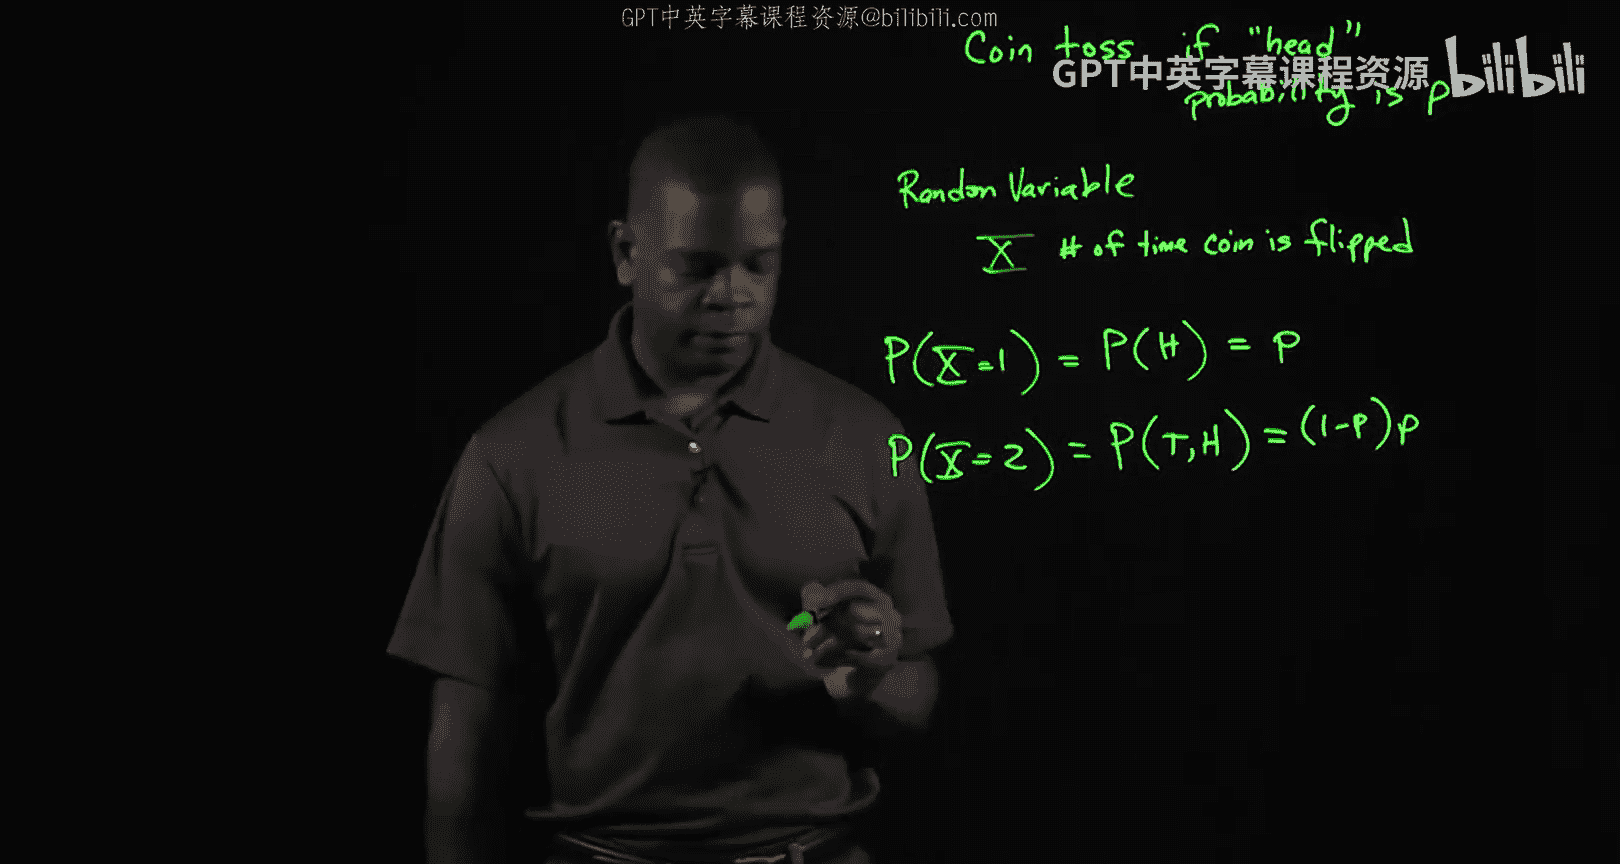 GPT中英字幕课程资源@bilibili.com
Coin toss if "head"
GPT中英字幕课程资源 bilibili
probability is p
Random Variable
X # of time coin is flipped
P(X=1) = P(H) = p
P(X=2) = P(T,H) = (1-p)p